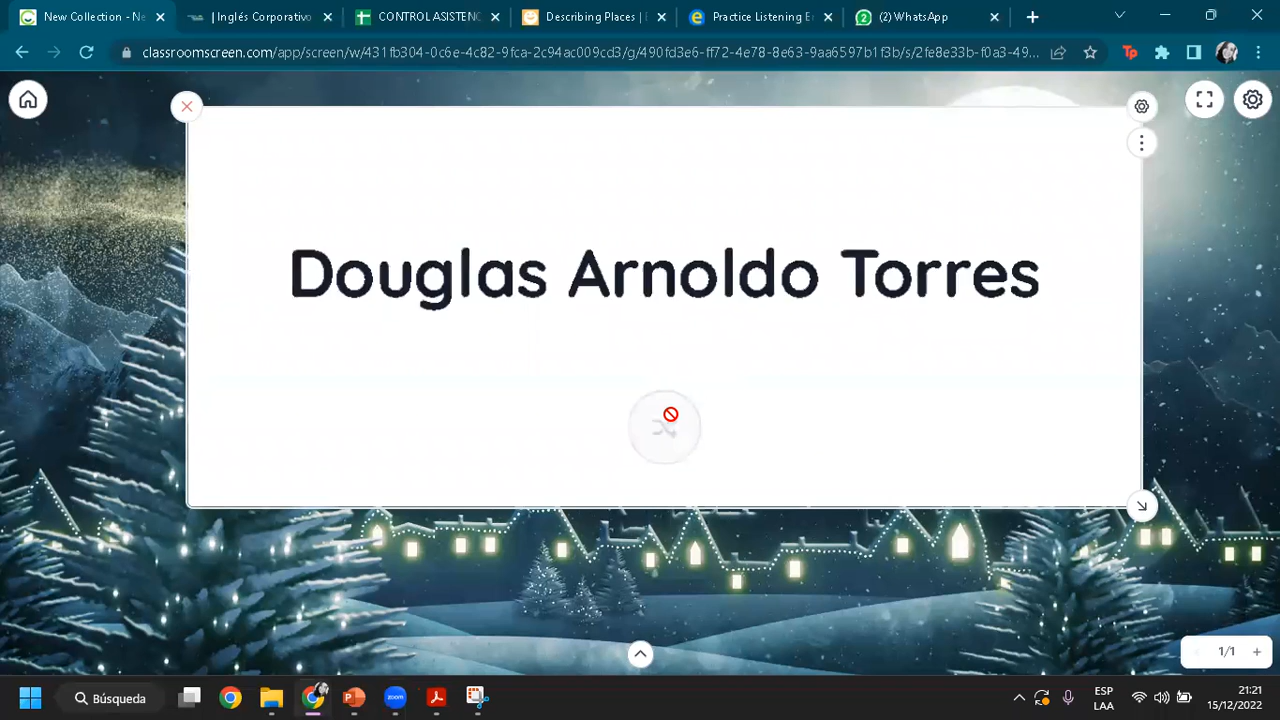 New Collection - Ne
| Inglés Corporativo
CONTROL ASISTENC
Describing Places | E
Practice Listening E
(2) WhatsApp
classroomscreen.com/app/screen/w/431fb304-0c6e-4c82-9fca-2c94ac009cd3/g/490fd3e6-ff72-4e78-8e63-9aa6597b1f3b/s/2fe8e33b-f0a3-49...
Douglas Arnoldo Torres
1/1
Búsqueda
zoom
ESP
LAA
21:21
15/12/2022